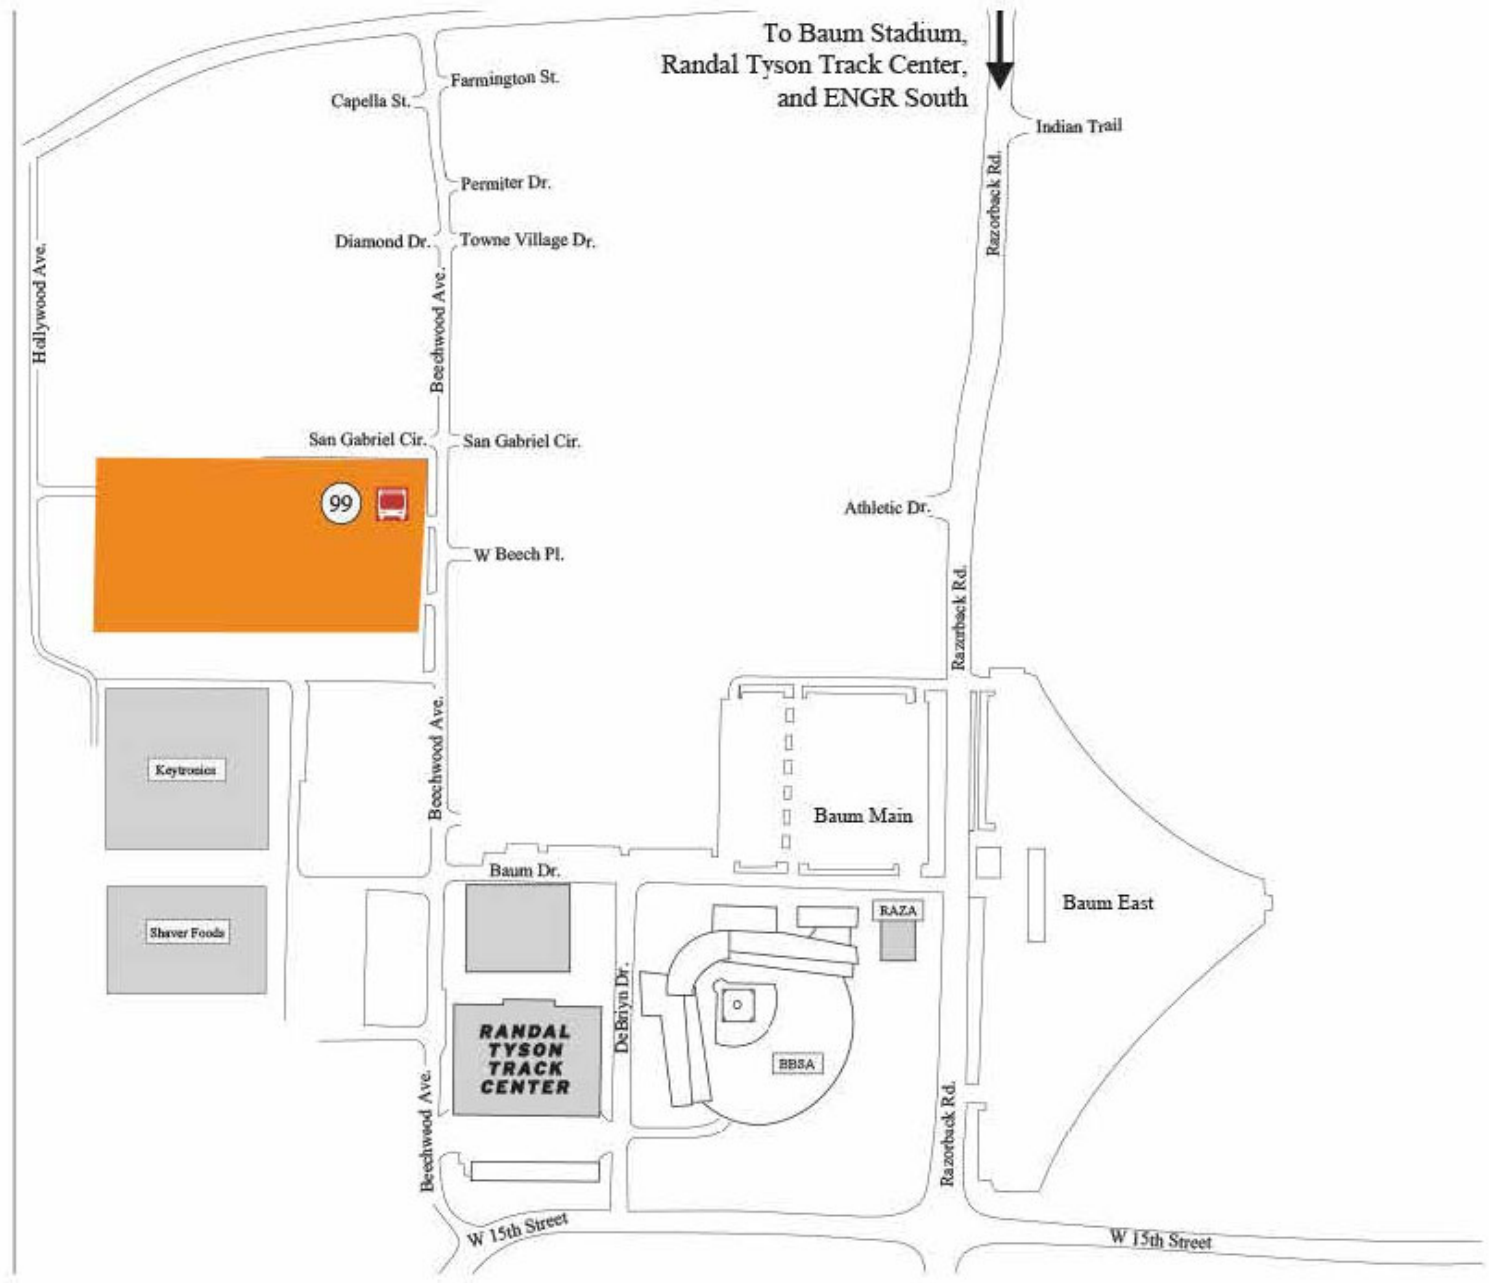 To Baum Stadium,
Randal Tyson Track Center,
and ENGR South
Farmington St.
Capella St.
Indian Trail
Razorback Rd.
Permiter Dr.
Diamond Dr.
Towne Village Dr.
Hollywood Ave.
Beechwood Ave.
San Gabriel Cir.
San Gabriel Cir.
99
Athletic Dr.
W Beech Pl.
Razorback Rd.
Beechwood Ave.
Keytronics
Baum Main
Baum Dr.
Baum East
RAZA
Shaver Foods
DeBriyn Dr.
RANDAL
TYSON
TRACK
CENTER
BBSA
Beechwood Ave.
Razorback Rd.
W 15th Street
W 15th Street